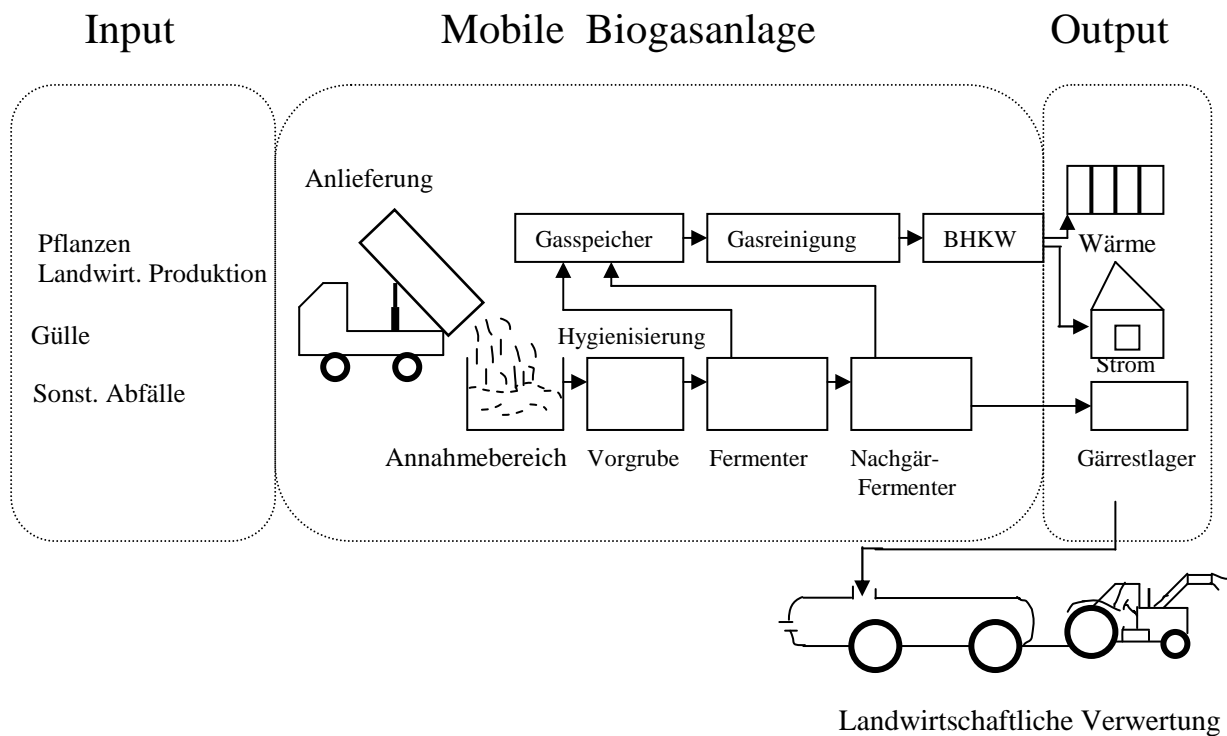 Input
Mobile Biogasanlage
Output
Anlieferung
Pflanzen
Landwirt. Produktion
Gülle
Sonst. Abfälle
Gasspeicher
Gasreinigung
BHKW
Wärme
Hygienisierung
Strom
Annahmebereich
Vorgrube
Fermenter
Nachgär-
Fermenter
Gärrestlager
Landwirtschaftliche Verwertung